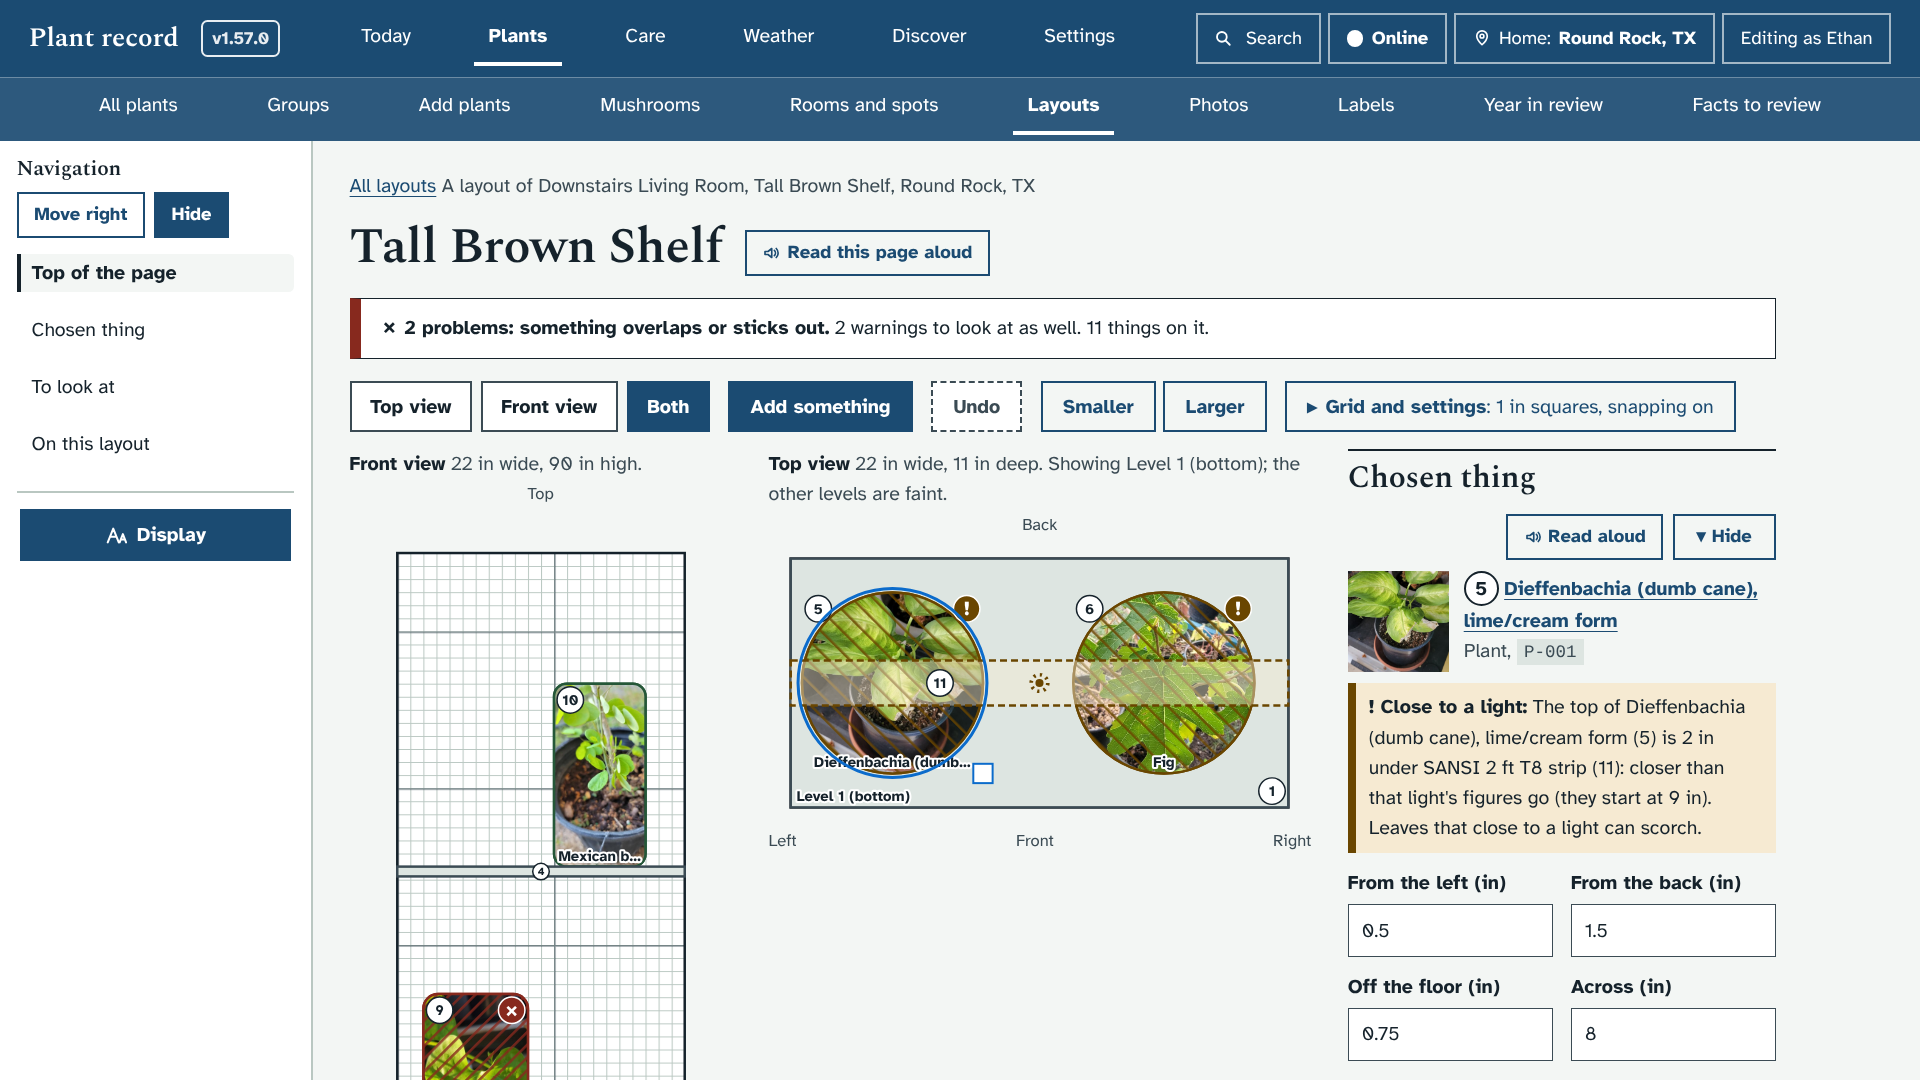 Plant record v1.57.0 Today Plants Care Weather Discover Settings Search Online Home: Round Rock, TX Editing as Ethan
All plants Groups Add plants Mushrooms Rooms and spots Layouts Photos Labels Year in review Facts to review
Navigation
Move right Hide
Top of the page
Chosen thing
To look at
On this layout
Display
All layouts A layout of Downstairs Living Room, Tall Brown Shelf, Round Rock, TX
Tall Brown Shelf Read this page aloud
× 2 problems: something overlaps or sticks out. 2 warnings to look at as well. 11 things on it.
Top view Front view Both Add something Undo Smaller Larger ▶ Grid and settings: 1 in squares, snapping on
Front view 22 in wide, 90 in high.
Top
10
Mexican b...
4
9 ×
Top view 22 in wide, 11 in deep. Showing Level 1 (bottom); the
other levels are faint.
Back
5 ! 6 !
11
Dieffenbachia (dumb... Fig
Level 1 (bottom) 1
Left Front Right
Chosen thing
Read aloud ▼ Hide
5 Dieffenbachia (dumb cane),
lime/cream form
Plant, P-001
! Close to a light: The top of Dieffenbachia
(dumb cane), lime/cream form (5) is 2 in
under SANSI 2 ft T8 strip (11): closer than
that light's figures go (they start at 9 in).
Leaves that close to a light can scorch.
From the left (in) From the back (in)
0.5 1.5
Off the floor (in) Across (in)
0.75 8